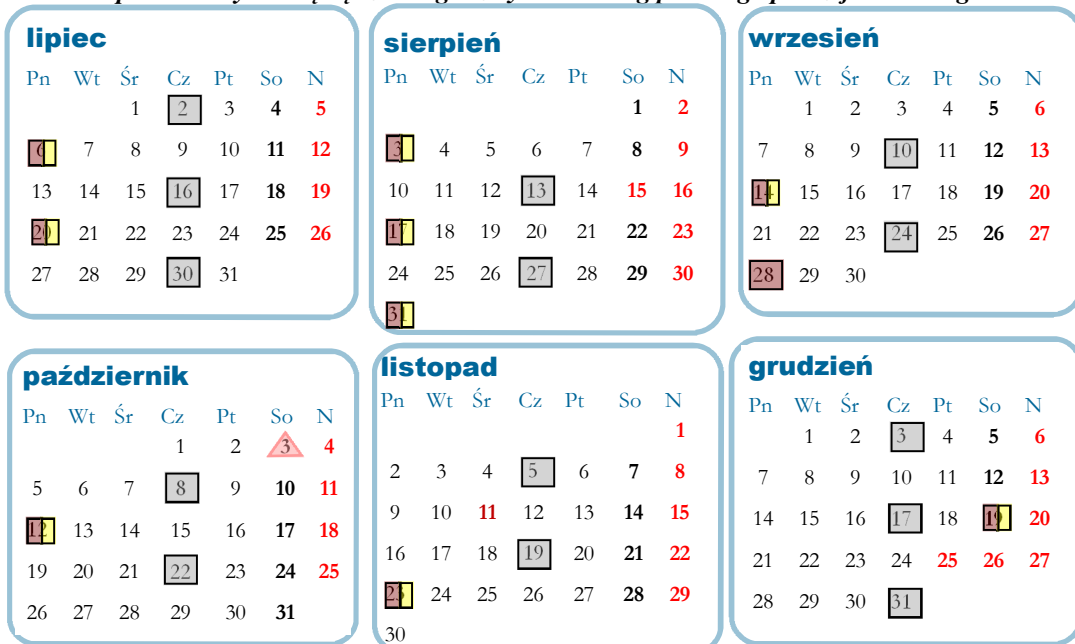 lipiec
Pn Wt Śr Cz Pt So N
1 2 3 4 5
6 7 8 9 10 11 12
13 14 15 16 17 18 19
20 21 22 23 24 25 26
27 28 29 30 31
sierpień
Pn Wt Śr Cz Pt So N
1 2
3 4 5 6 7 8 9
10 11 12 13 14 15 16
17 18 19 20 21 22 23
24 25 26 27 28 29 30
31
wrzesień
Pn Wt Śr Cz Pt So N
1 2 3 4 5 6
7 8 9 10 11 12 13
14 15 16 17 18 19 20
21 22 23 24 25 26 27
28 29 30
październik
Pn Wt Śr Cz Pt So N
1 2 3 4
5 6 7 8 9 10 11
12 13 14 15 16 17 18
19 20 21 22 23 24 25
26 27 28 29 30 31
listopad
Pn Wt Śr Cz Pt So N
1
2 3 4 5 6 7 8
9 10 11 12 13 14 15
16 17 18 19 20 21 22
23 24 25 26 27 28 29
30
grudzień
Pn Wt Śr Cz Pt So N
1 2 3 4 5 6
7 8 9 10 11 12 13
14 15 16 17 18 19 20
21 22 23 24 25 26 27
28 29 30 31